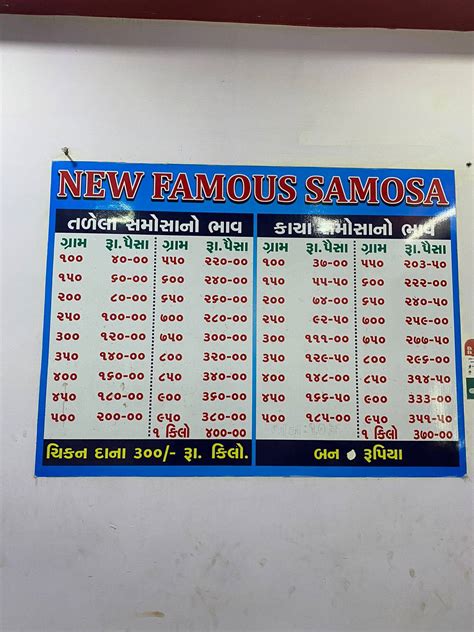 NEW FAMOUS SAMOSA
તળેલા સમોસાનો ભાવ
ગ્રામ રૂા.પૈસા ગ્રામ રૂા.પૈસા
૧૦૦ ૪૦-૦૦ ૫૫૦ ૨૨૦-૦૦
૧૫૦ ૬૦-૦૦ ૬૦૦ ૨૪૦-૦૦
૨૦૦ ૮૦-૦૦ ૬૫૦ ૨૬૦-૦૦
૨૫૦ ૧૦૦-૦૦ ૭૦૦ ૨૮૦-૦૦
૩૦૦ ૧૨૦-૦૦ ૭૫૦ ૩૦૦-૦૦
૩૫૦ ૧૪૦-૦૦ ૮૦૦ ૩૨૦-૦૦
૪૦૦ ૧૬૦-૦૦ ૮૫૦ ૩૪૦-૦૦
૪૫૦ ૧૮૦-૦૦ ૯૦૦ ૩૬૦-૦૦
૫૦૦ ૨૦૦-૦૦ ૯૫૦ ૩૮૦-૦૦
૧ કિલો ૪૦૦-૦૦
ચિકન દાના ૩૦૦/- રૂા. કિલો.
કાચા સમોસાનો ભાવ
ગ્રામ રૂા.પૈસા ગ્રામ રૂા.પૈસા
૧૦૦ ૩૭-૦૦ ૫૫૦ ૨૦૩-૫૦
૧૫૦ ૫૫-૫૦ ૬૦૦ ૨૨૨-૦૦
૨૦૦ ૭૪-૦૦ ૬૫૦ ૨૪૦-૫૦
૨૫૦ ૯૨-૫૦ ૭૦૦ ૨૫૯-૦૦
૩૦૦ ૧૧૧-૦૦ ૭૫૦ ૨૭૭-૫૦
૩૫૦ ૧૨૯-૫૦ ૮૦૦ ૨૯૬-૦૦
૪૦૦ ૧૪૮-૦૦ ૮૫૦ ૩૧૪-૫૦
૪૫૦ ૧૬૬-૫૦ ૯૦૦ ૩૩૩-૦૦
૫૦૦ ૧૮૫-૦૦ ૯૫૦ ૩૫૧-૫૦
૧ કિલો ૩૭૦-૦૦
બન રૂપિયા